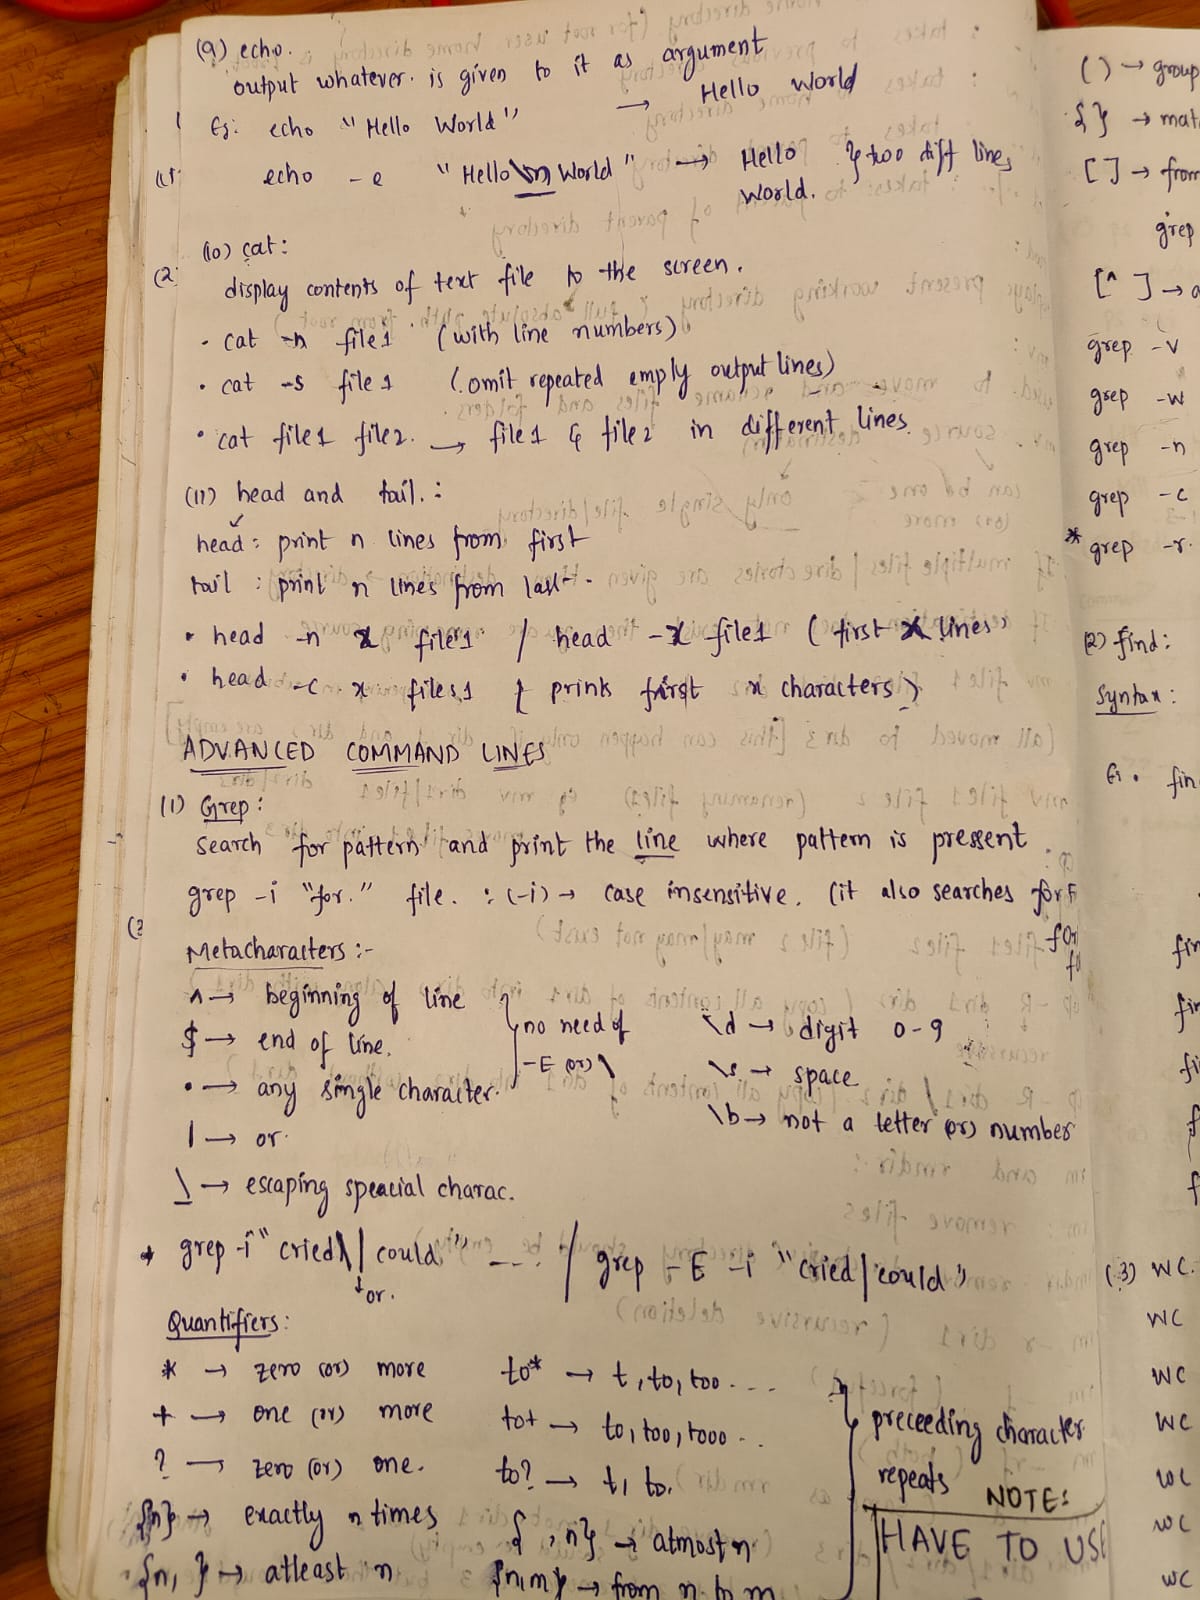 (9) echo.
output whatever. is given to it as argument
Eg: echo "Hello World" → Hello World
echo -e "Hello\n World" → Hello } two diff lines
World.
(10) cat:
display contents of text file to the screen.
• cat -n file1 (with line numbers)
• cat -s file1 (omit repeated empty output lines)
• cat file1 file2. → file1 & file2 in different lines.
(11) head and tail. :
head: print n lines from first
tail : print n lines from last.
• head -n x file1 / head -x file1 (first x lines)
• head -c x file1 { prints first x characters }
ADVANCED COMMAND LINES
(1) Grep:
Search for pattern and print the line where pattern is present.
grep -i "for." file. : (-i) → case insensitive. (it also searches for F
FOR
Metacharacters :-
^ → beginning of line
$ → end of line.
• → any single character.
} no need of -E (or) \
\d → digit 0-9
\s → space
\b → not a letter (or) number
| → or.
\ → escaping speacial charac.
grep -i "cried\| could" ---. / grep -E -i "cried|could"
↓ or.
Quantifiers:
* → zero (or) more to* → t, to, too ....
+ → one (or) more to+ → to, too, tooo ..
? → zero (or) one. to? → t, to.
{n} → exactly n times { ,n} → atmost n
{n, } → atleast n {n,m} → from n to m
} preceeding character
repeats
NOTE:
HAVE TO USE
( ) → group
{ } →
[ ] → from
grep
[^ ] →
grep -v
grep -w
grep -n
grep -c
* grep -r.
(2) find:
Syntax:
(3) wc.
wc
wc
wc
wc
wc
wc